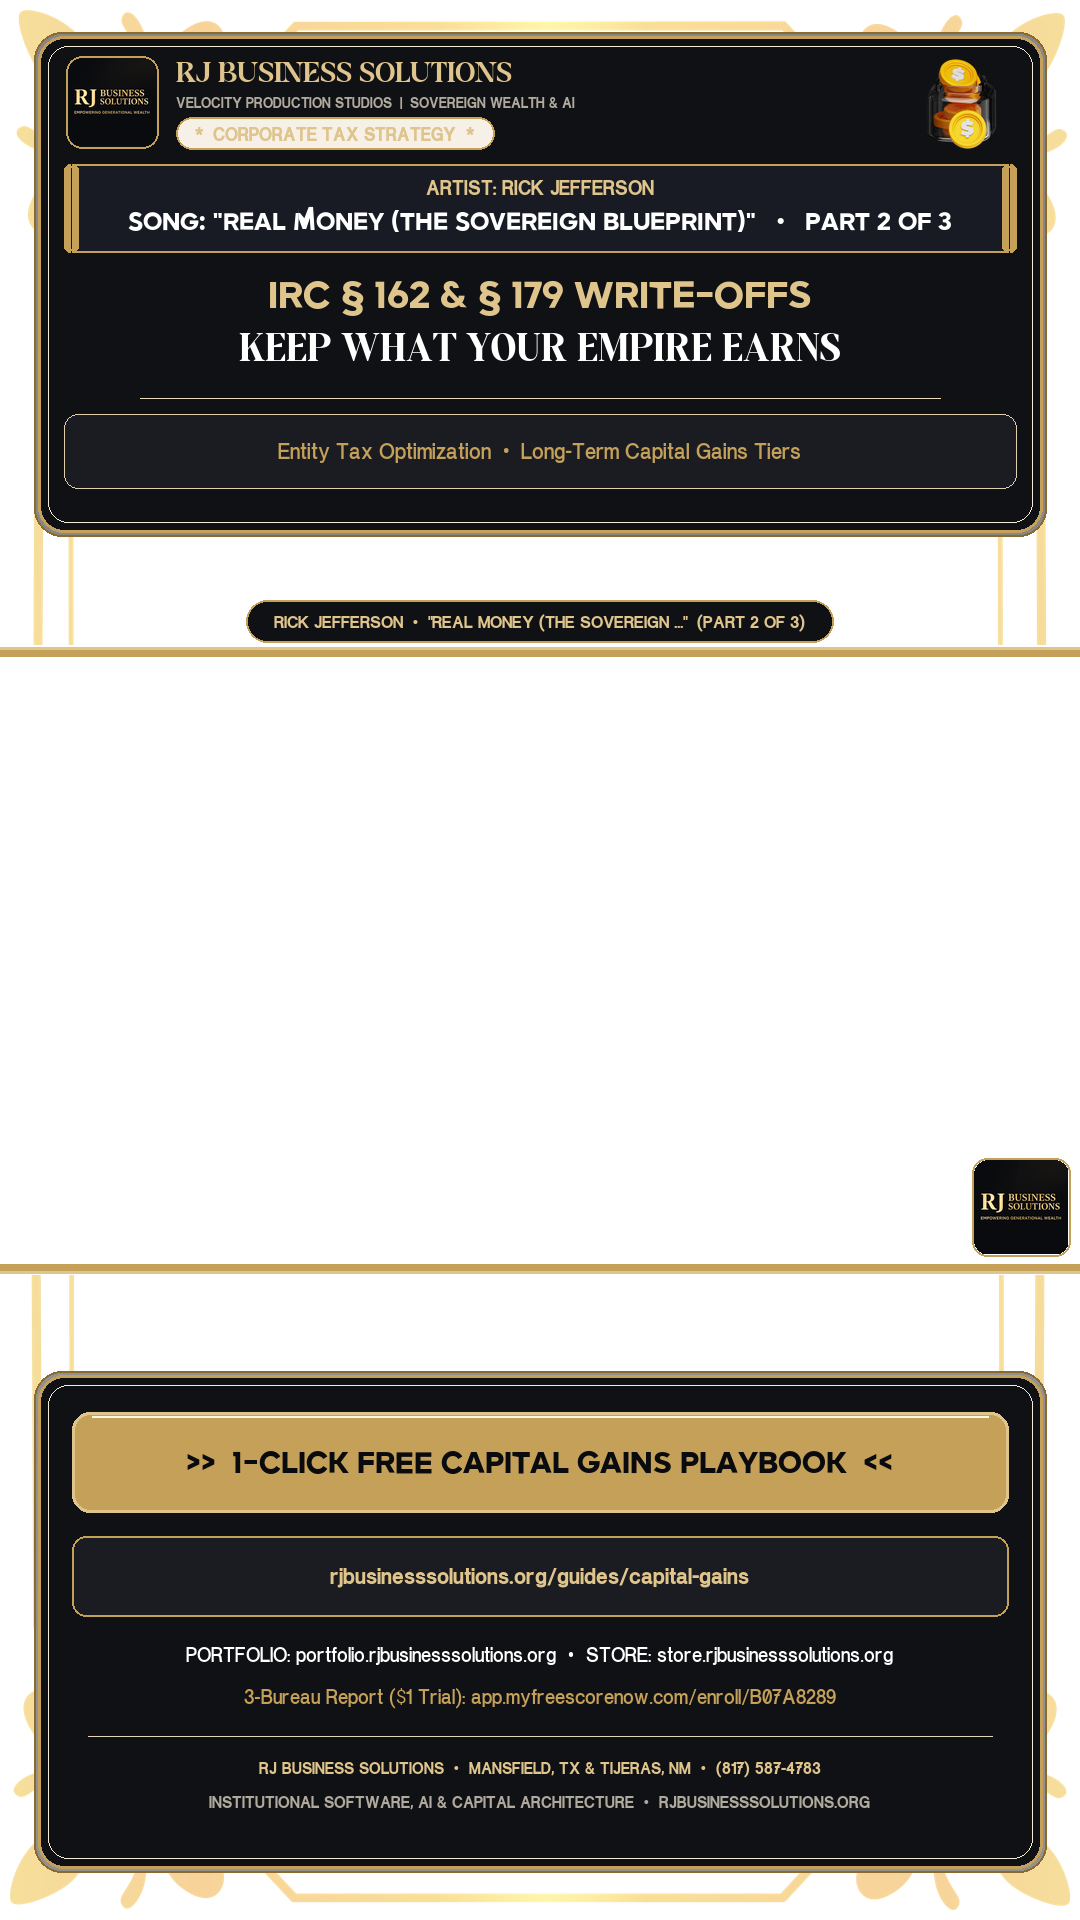 RJ BUSINESS SOLUTIONS
EMPOWERING GENERATIONAL WEALTH
RJ BUSINESS SOLUTIONS
VELOCITY PRODUCTION STUDIOS | SOVEREIGN WEALTH & AI
* CORPORATE TAX STRATEGY *
ARTIST: RICK JEFFERSON
SONG: "REAL MONEY (THE SOVEREIGN BLUEPRINT)" • PART 2 OF 3
IRC § 162 & § 179 WRITE-OFFS
KEEP WHAT YOUR EMPIRE EARNS
Entity Tax Optimization • Long-Term Capital Gains Tiers
RICK JEFFERSON • "REAL MONEY (THE SOVEREIGN ..." (PART 2 OF 3)
RJ BUSINESS SOLUTIONS
EMPOWERING GENERATIONAL WEALTH
>> 1-CLICK FREE CAPITAL GAINS PLAYBOOK <<
rjbusinesssolutions.org/guides/capital-gains
PORTFOLIO: portfolio.rjbusinesssolutions.org • STORE: store.rjbusinesssolutions.org
3-Bureau Report ($1 Trial): app.myfreescorenow.com/enroll/B07A8289
RJ BUSINESS SOLUTIONS • MANSFIELD, TX & TIJERAS, NM • (817) 587-4783
INSTITUTIONAL SOFTWARE, AI & CAPITAL ARCHITECTURE • RJBUSINESSSOLUTIONS.ORG